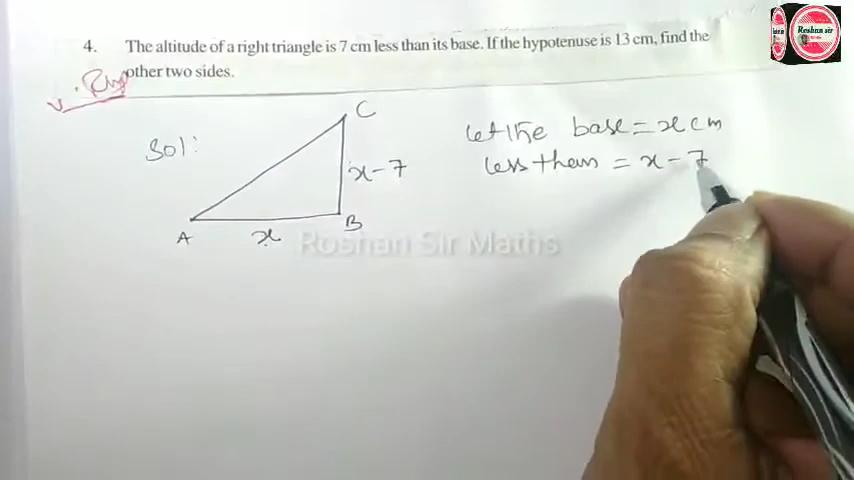 4. The altitude of a right triangle is 7 cm less than its base. If the hypotenuse is 13 cm, find the
other two sides.
Sol:
C
x - 7
A
x
B
let the base = x cm
less then = x - 7
Roshan Sir Maths
Roshan sir